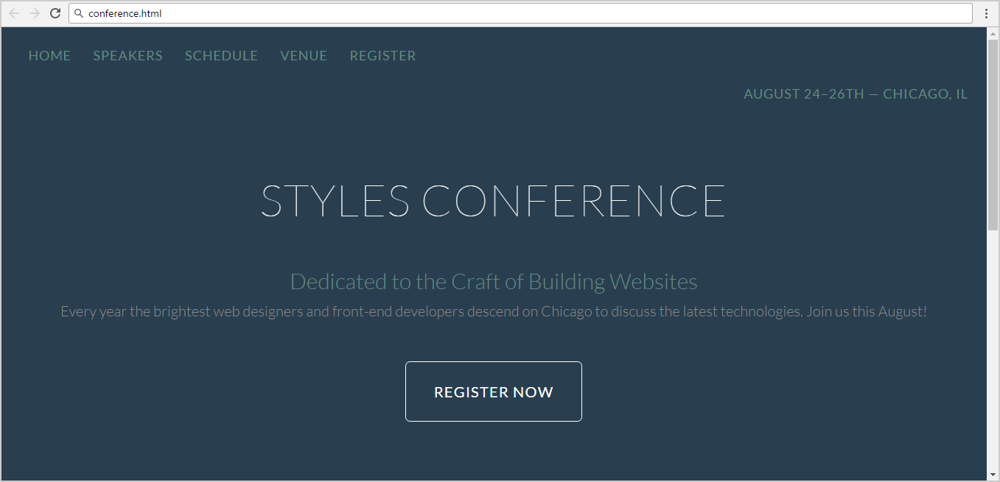 conference.html
HOME SPEAKERS SCHEDULE VENUE REGISTER
AUGUST 24–26TH — CHICAGO, IL
STYLES CONFERENCE
Dedicated to the Craft of Building Websites
Every year the brightest web designers and front-end developers descend on Chicago to discuss the latest technologies. Join us this August!
REGISTER NOW